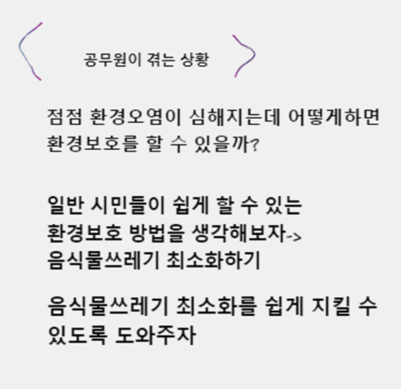 공무원이 겪는 상황
점점 환경오염이 심해지는데 어떻게하면
환경보호를 할 수 있을까?
일반 시민들이 쉽게 할 수 있는
환경보호 방법을 생각해보자->
음식물쓰레기 최소화하기
음식물쓰레기 최소화를 쉽게 지킬 수
있도록 도와주자